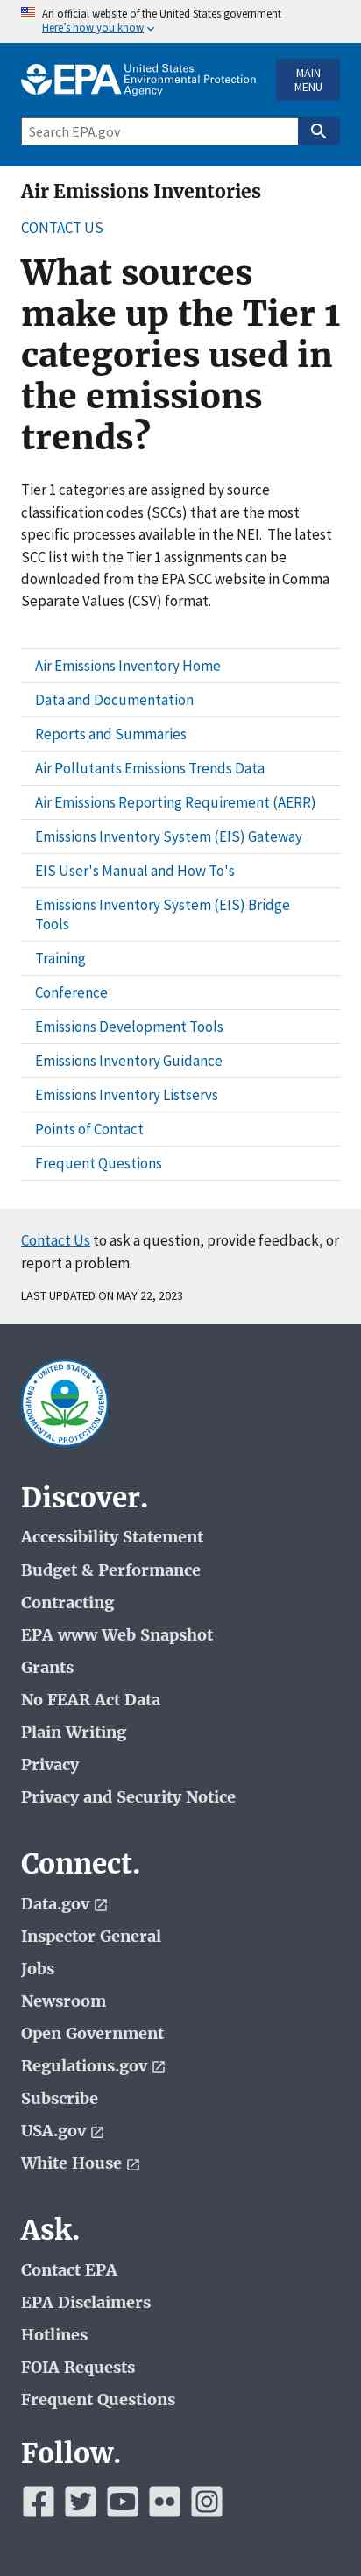 An official website of the United States government
Here's how you know
EPA United States
Environmental Protection
Agency
MAIN
MENU
Search EPA.gov
Air Emissions Inventories
CONTACT US
What sources
make up the Tier 1
categories used in
the emissions
trends?
Tier 1 categories are assigned by source
classification codes (SCCs) that are the most
specific processes available in the NEI.  The latest
SCC list with the Tier 1 assignments can be
downloaded from the EPA SCC website in Comma
Separate Values (CSV) format.
Air Emissions Inventory Home
Data and Documentation
Reports and Summaries
Air Pollutants Emissions Trends Data
Air Emissions Reporting Requirement (AERR)
Emissions Inventory System (EIS) Gateway
EIS User's Manual and How To's
Emissions Inventory System (EIS) Bridge
Tools
Training
Conference
Emissions Development Tools
Emissions Inventory Guidance
Emissions Inventory Listservs
Points of Contact
Frequent Questions
Contact Us to ask a question, provide feedback, or
report a problem.
LAST UPDATED ON MAY 22, 2023
UNITED STATES
ENVIRONMENTAL PROTECTION AGENCY
Discover.
Accessibility Statement
Budget & Performance
Contracting
EPA www Web Snapshot
Grants
No FEAR Act Data
Plain Writing
Privacy
Privacy and Security Notice
Connect.
Data.gov
Inspector General
Jobs
Newsroom
Open Government
Regulations.gov
Subscribe
USA.gov
White House
Ask.
Contact EPA
EPA Disclaimers
Hotlines
FOIA Requests
Frequent Questions
Follow.